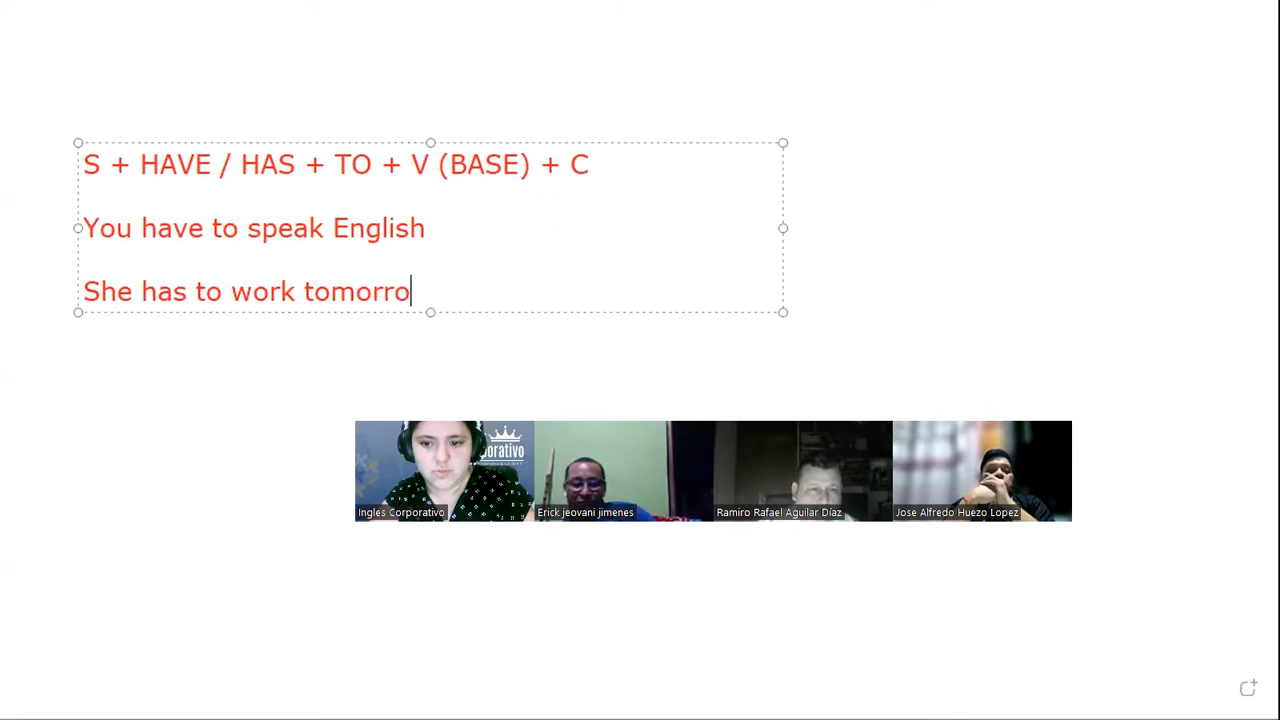 S + HAVE / HAS + TO + V (BASE) + C
You have to speak English
She has to work tomorro
porativo
Ingles Corporativo
Erick jeovani jimenes
Ramiro Rafael Aguilar Díaz
Jose Alfredo Huezo Lopez